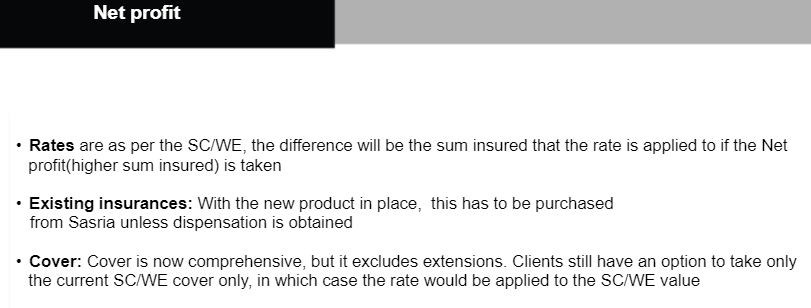 Net profit
• Rates are as per the SC/WE, the difference will be the sum insured that the rate is applied to if the Net
profit(higher sum insured) is taken
• Existing insurances: With the new product in place,  this has to be purchased
from Sasria unless dispensation is obtained
• Cover: Cover is now comprehensive, but it excludes extensions. Clients still have an option to take only
the current SC/WE cover only, in which case the rate would be applied to the SC/WE value